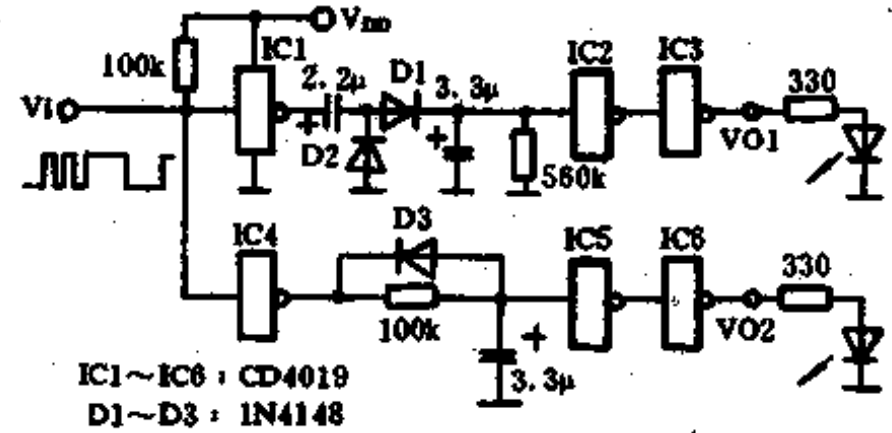 V_DD
IC1
100k
2.2μ
D1
3.3μ
IC2
IC3
330
Vi
+
D2
+
560k
VO1
IC4
D3
IC5
IC6
330
100k
+
3.3μ
VO2
IC1～IC6：CD4019
D1～D3：1N4148